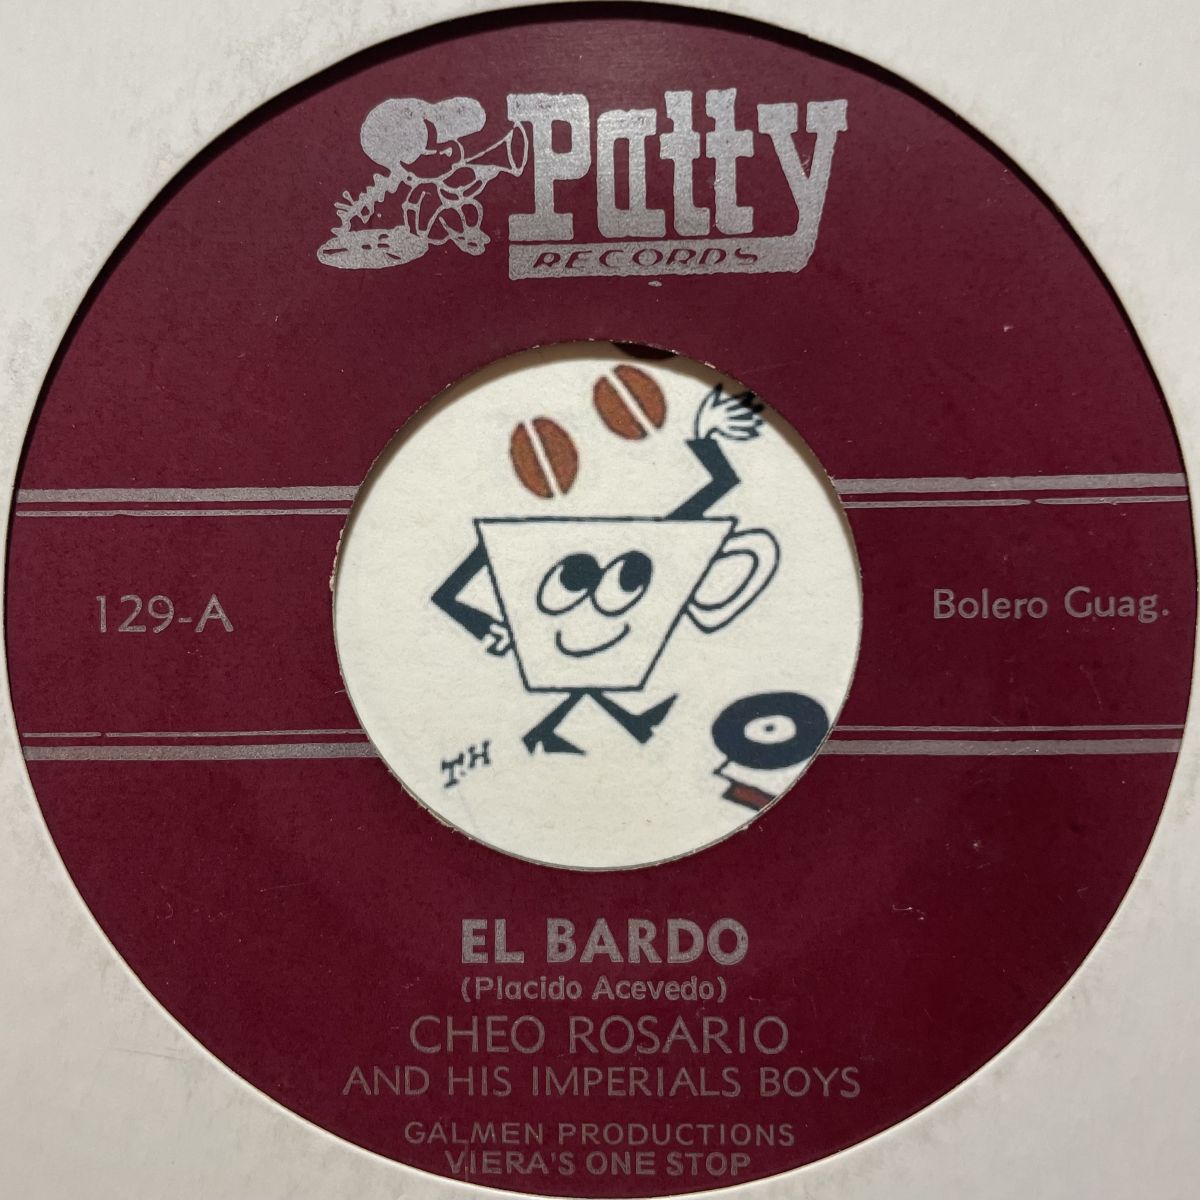 Patty
RECORDS
129-A
Bolero Guag.
T.H
EL BARDO
(Placido Acevedo)
CHEO ROSARIO
AND HIS IMPERIALS BOYS
GALMEN PRODUCTIONS
VIERA'S ONE STOP